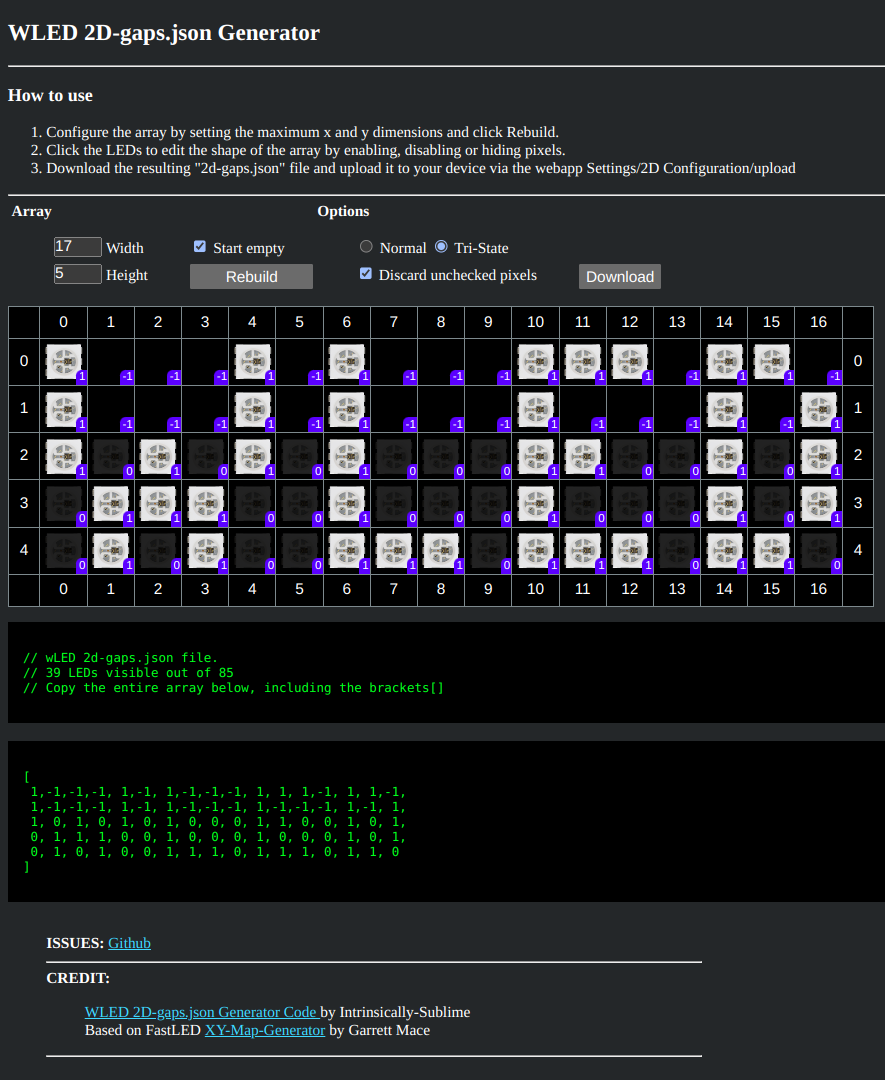 WLED 2D-gaps.json Generator
How to use
1. Configure the array by setting the maximum x and y dimensions and click Rebuild.
2. Click the LEDs to edit the shape of the array by enabling, disabling or hiding pixels.
3. Download the resulting "2d-gaps.json" file and upload it to your device via the webapp Settings/2D Configuration/upload
Array Options
17 Width Start empty Normal Tri-State
5 Height Rebuild Discard unchecked pixels Download
0 1 2 3 4 5 6 7 8 9 10 11 12 13 14 15 16
0 1 -1 -1 -1 1 -1 1 -1 -1 -1 1 1 1 -1 1 1 -1 0
1 1 -1 -1 -1 1 -1 1 -1 -1 -1 1 -1 -1 -1 1 -1 1 1
2 1 0 1 0 1 0 1 0 0 0 1 1 0 0 1 0 1 2
3 0 1 1 1 0 0 1 0 0 0 1 0 0 0 1 0 1 3
4 0 1 0 1 0 0 1 1 1 0 1 1 1 0 1 1 0 4
0 1 2 3 4 5 6 7 8 9 10 11 12 13 14 15 16
// wLED 2d-gaps.json file.
// 39 LEDs visible out of 85
// Copy the entire array below, including the brackets[]
[
1,-1,-1,-1, 1,-1, 1,-1,-1,-1, 1, 1, 1,-1, 1, 1,-1,
1,-1,-1,-1, 1,-1, 1,-1,-1,-1, 1,-1,-1,-1, 1,-1, 1,
1, 0, 1, 0, 1, 0, 1, 0, 0, 0, 1, 1, 0, 0, 1, 0, 1,
0, 1, 1, 1, 0, 0, 1, 0, 0, 0, 1, 0, 0, 0, 1, 0, 1,
0, 1, 0, 1, 0, 0, 1, 1, 1, 0, 1, 1, 1, 0, 1, 1, 0
]
ISSUES: Github
CREDIT:
WLED 2D-gaps.json Generator Code by Intrinsically-Sublime
Based on FastLED XY-Map-Generator by Garrett Mace